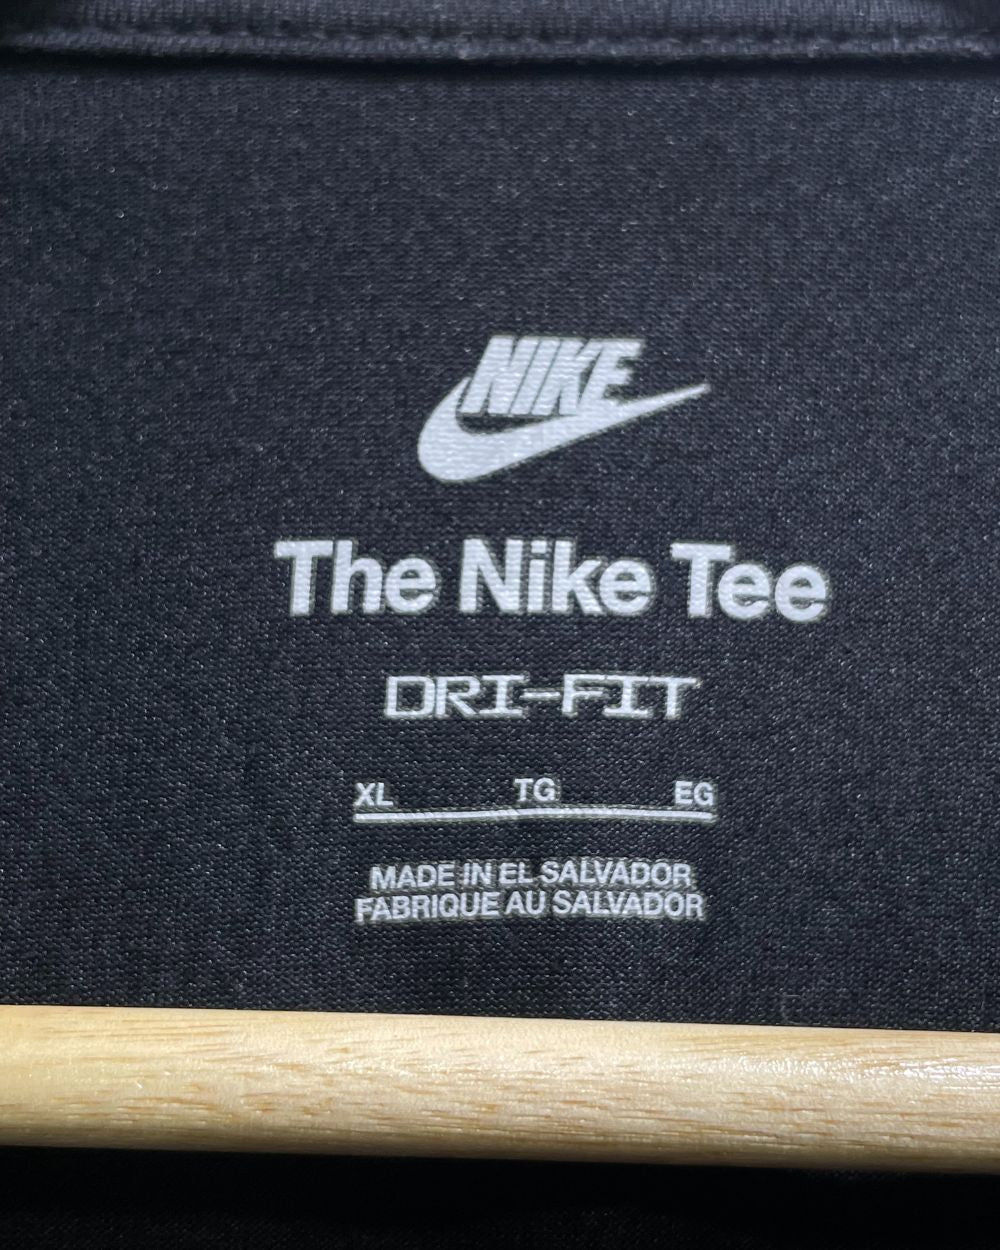 NIKE
The Nike Tee
DRI-FIT
XL TG EG
MADE IN EL SALVADOR
FABRIQUE AU SALVADOR